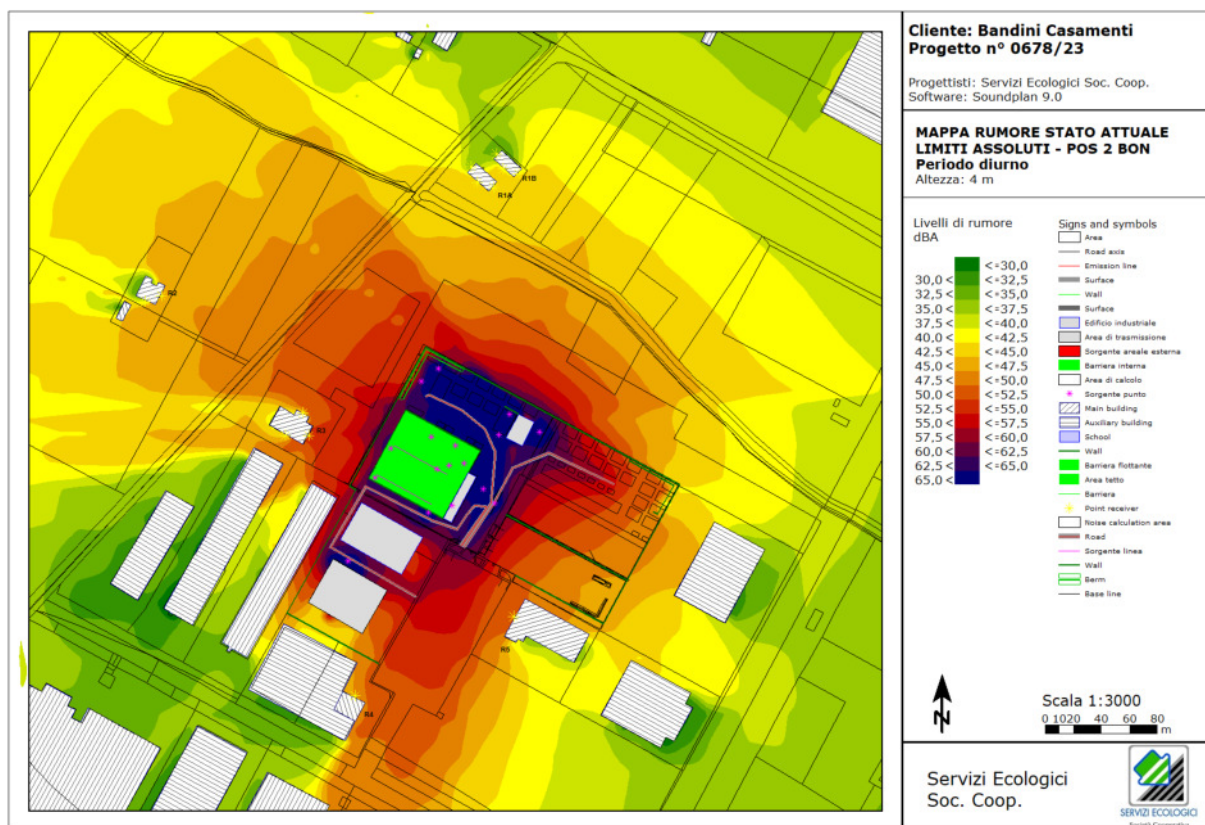 Cliente: Bandini Casamenti
Progetto n° 0678/23
Progettisti: Servizi Ecologici Soc. Coop.
Software: Soundplan 9.0
MAPPA RUMORE STATO ATTUALE
LIMITI ASSOLUTI - POS 2 BON
Periodo diurno
Altezza: 4 m
Livelli di rumore
dBA
<=30,0
30,0 < <=32,5
32,5 < <=35,0
35,0 < <=37,5
37,5 < <=40,0
40,0 < <=42,5
42,5 < <=45,0
45,0 < <=47,5
47,5 < <=50,0
50,0 < <=52,5
52,5 < <=55,0
55,0 < <=57,5
57,5 < <=60,0
60,0 < <=62,5
62,5 < <=65,0
65,0 <
Signs and symbols
Area
Road axis
Emission line
Surface
Wall
Surface
Edificio industriale
Area di trasmissione
Sorgente areale esterna
Barriera interna
Area di calcolo
Sorgente punto
Main building
Auxiliary building
School
Wall
Barriera flottante
Area tetto
Barriera
Point receiver
Noise calculation area
Road
Sorgente linea
Wall
Berm
Base line
R1B
R1A
R2
R3
R5
R4
N
Scala 1:3000
0 1020 40 60 80
m
Servizi Ecologici
Soc. Coop.
SERVIZI ECOLOGICI
Società Cooperativa